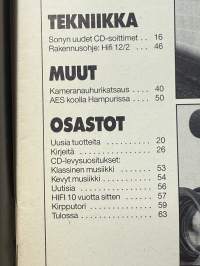 TEKNIIKKA
Sonyn uudet CD-soittimet . . 16
Rakennusohje: Hifi 12/2 . . . 46
MUUT
Kameranauhurikatsaus . . . . 40
AES koolla Hampurissa . . . . 50
OSASTOT
Uusia tuotteita . . . . . . . . . . 20
Kirjeitä . . . . . . . . . . . . . . . . 26
CD-levysuositukset:
Klassinen musiikki . . . . . . . 53
Kevyt musiikki . . . . . . . . . . . 54
Uutisia . . . . . . . . . . . . . . . . 56
HIFI 10 vuotta sitten . . . . . . 57
Kirpputori . . . . . . . . . . . . . . 59
Tulossa . . . . . . . . . . . . . . . . 63